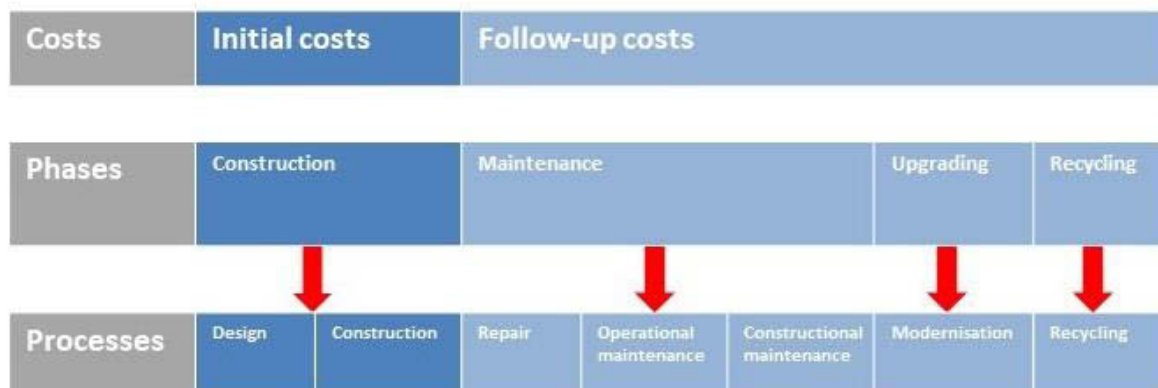 Costs
Initial costs
Follow-up costs
Phases
Construction
Maintenance
Upgrading
Recycling
Processes
Design
Construction
Repair
Operational
maintenance
Constructional
maintenance
Modernisation
Recycling